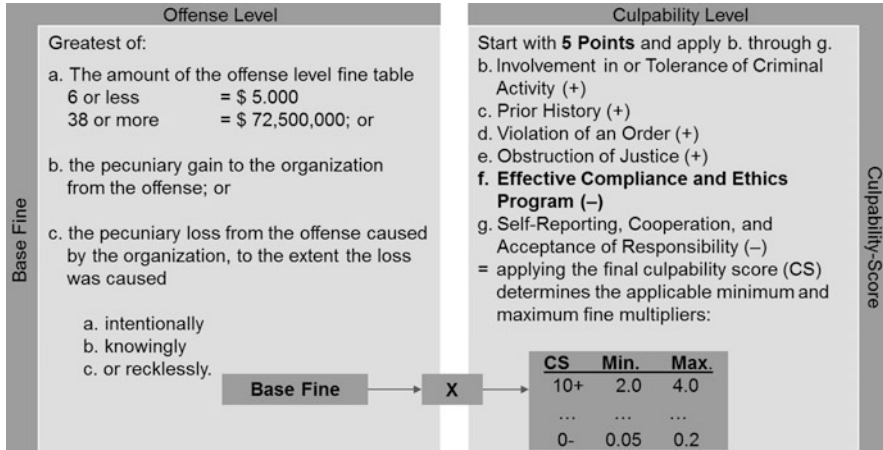 Offense Level
Base Fine
Greatest of:
a. The amount of the offense level fine table
6 or less = $ 5.000
38 or more = $ 72,500,000; or
b. the pecuniary gain to the organization
from the offense; or
c. the pecuniary loss from the offense caused
by the organization, to the extent the loss
was caused
a. intentionally
b. knowingly
c. or recklessly.
Base Fine
X
Culpability Level
Culpability-Score
Start with 5 Points and apply b. through g.
b. Involvement in or Tolerance of Criminal
Activity (+)
c. Prior History (+)
d. Violation of an Order (+)
e. Obstruction of Justice (+)
f. Effective Compliance and Ethics
Program (–)
g. Self-Reporting, Cooperation, and
Acceptance of Responsibility (–)
= applying the final culpability score (CS)
determines the applicable minimum and
maximum fine multipliers:
CS Min. Max.
10+ 2.0 4.0
... ... ...
0- 0.05 0.2